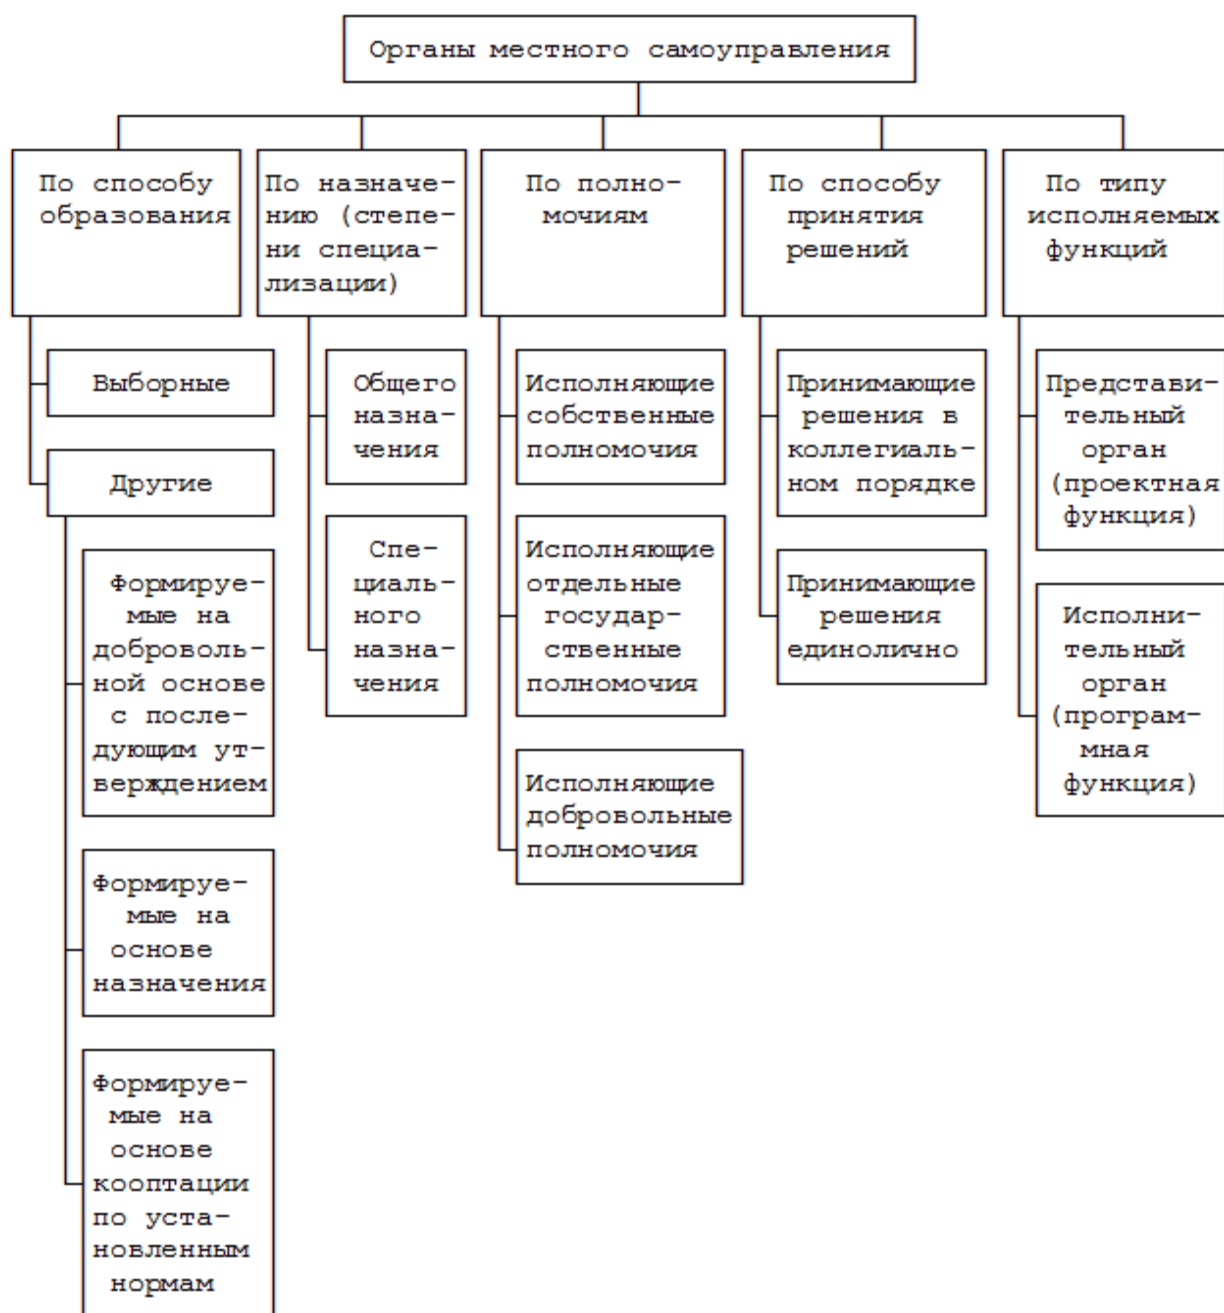 Органы местного самоуправления
По способу
образования
По назначе-
нию (степе-
ни специа-
лизации)
По полно-
мочиям
По способу
принятия
решений
По типу
исполняемых
функций
Выборные
Другие
Формируе-
мые на
доброволь-
ной основе
с после-
дующим ут-
верждением
Формируе-
мые на
основе
назначения
Формируе-
мые на
основе
кооптации
по уста-
новленным
нормам
Общего
назна-
чения
Спе-
циаль-
ного
назна-
чения
Исполняющие
собственные
полномочия
Исполняющие
отдельные
государ-
ственные
полномочия
Исполняющие
добровольные
полномочия
Принимающие
решения в
коллегиаль-
ном порядке
Принимающие
решения
единолично
Представи-
тельный
орган
(проектная
функция)
Исполни-
тельный
орган
(програм-
мная
функция)